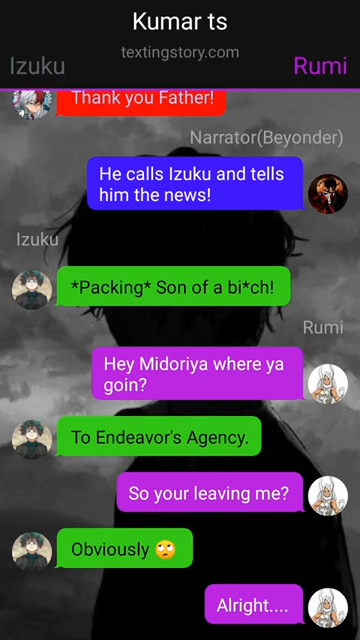 Kumar ts
textingstory.com
Izuku
Rumi
Thank you Father!
Narrator(Beyonder)
He calls Izuku and tells
him the news!
Izuku
*Packing* Son of a bi*ch!
Rumi
Hey Midoriya where ya
goin?
To Endeavor's Agency.
So your leaving me?
Obviously 🙄
Alright....